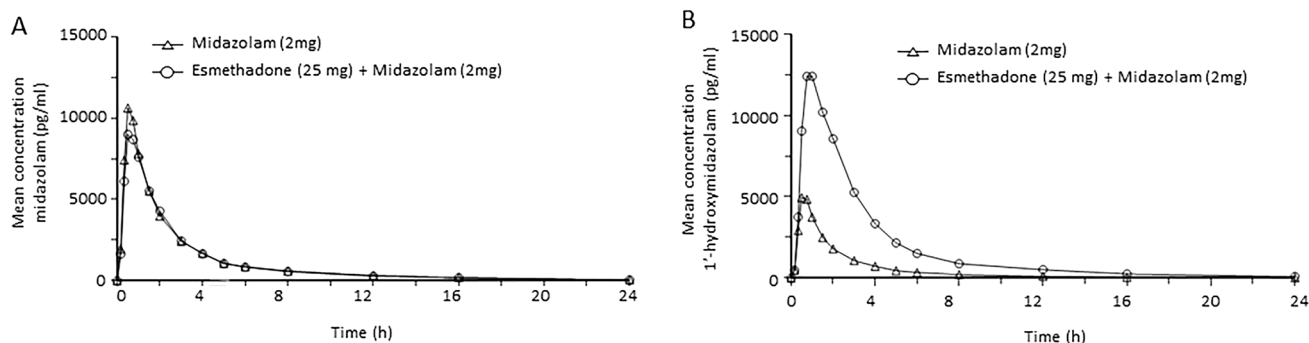 A
Mean concentration
midazolam (pg/ml)
15000
10000
5000
0
Midazolam (2mg)
Esmethadone (25 mg) + Midazolam (2mg)
0 4 8 12 16 20 24
Time (h)
B
Mean concentration
1'-hydroxymidazolam (pg/ml)
15000
10000
5000
0
Midazolam (2mg)
Esmethadone (25 mg) + Midazolam (2mg)
0 4 8 12 16 20 24
Time (h)